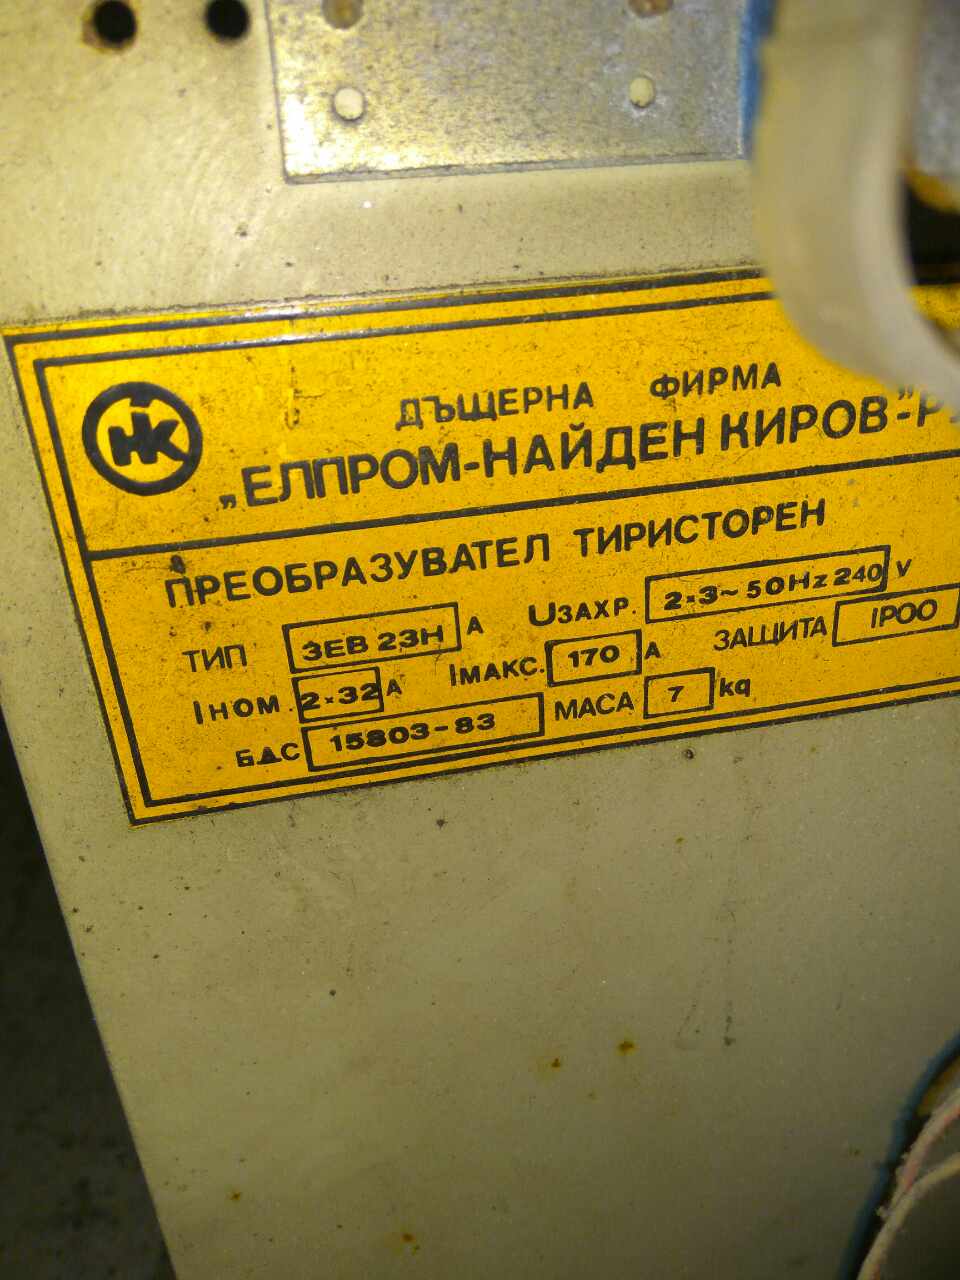 НК
ДЪЩЕРНА ФИРМА
„ЕЛПРОМ-НАЙДЕН КИРОВ"-Р
ПРЕОБРАЗУВАТЕЛ ТИРИСТОРЕН
ТИП 3ЕВ 23Н А UЗАХР. 2×3~50Hz 240 V
IНОМ. 2×32 А IМАКС. 170 А ЗАЩИТА IP00
БДС 15803-83 МАСА 7 kg